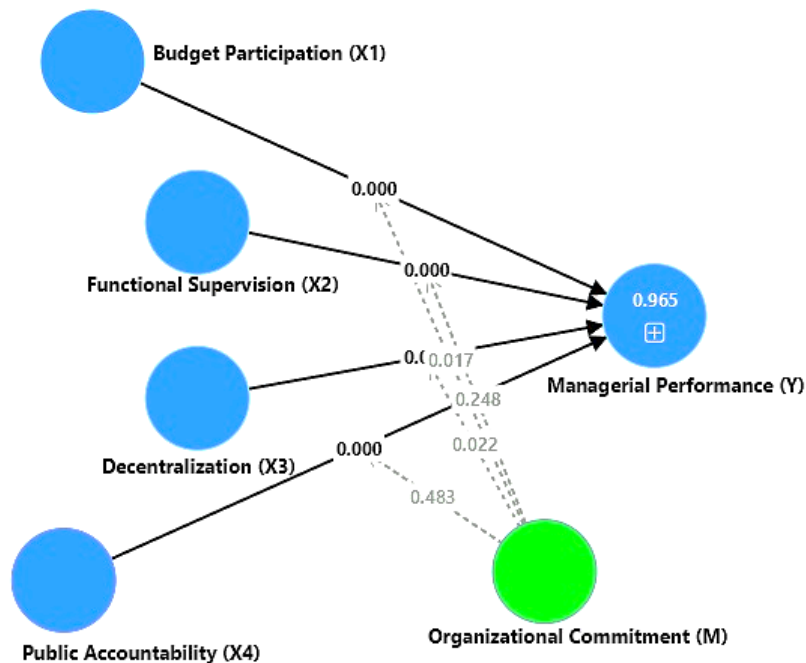 Budget Participation (X1)
0.000
Functional Supervision (X2)
0.000
0.965
0.017
Managerial Performance (Y)
0.248
Decentralization (X3)
0.000
0.022
0.483
Public Accountability (X4)
Organizational Commitment (M)